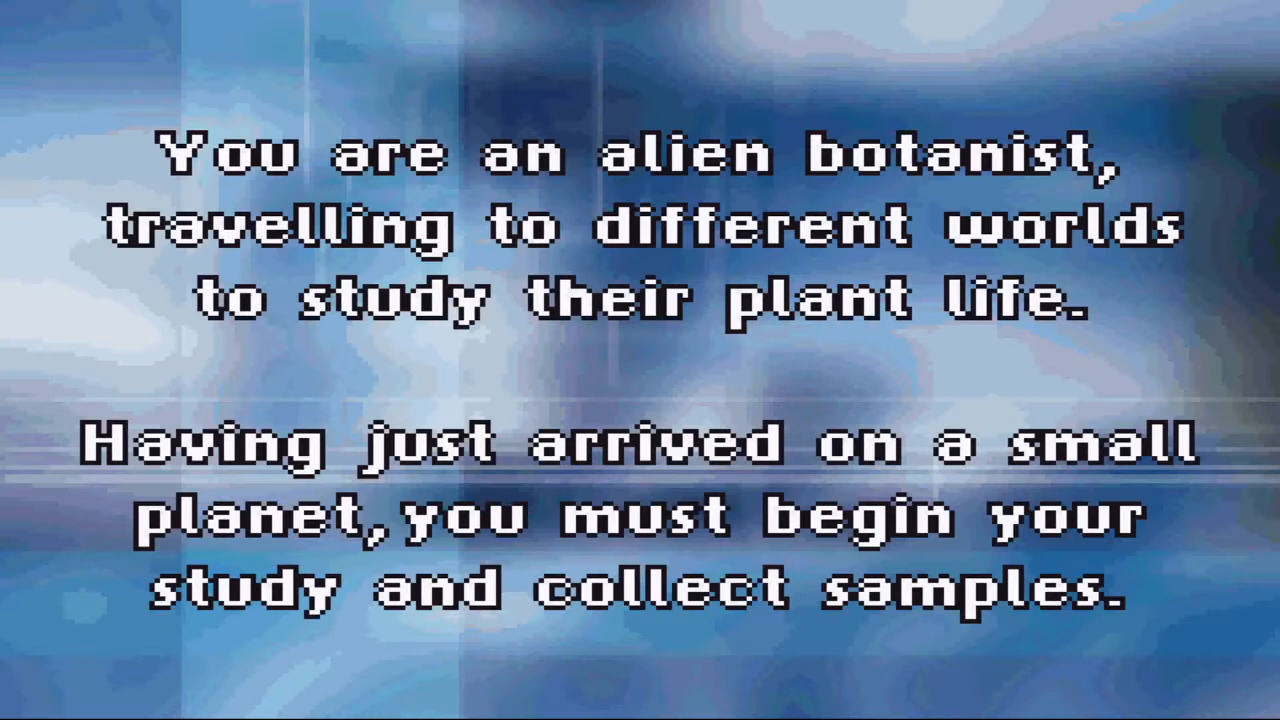 You are an alien botanist,
travelling to different worlds
to study their plant life.
Having just arrived on a small
planet, you must begin your
study and collect samples.